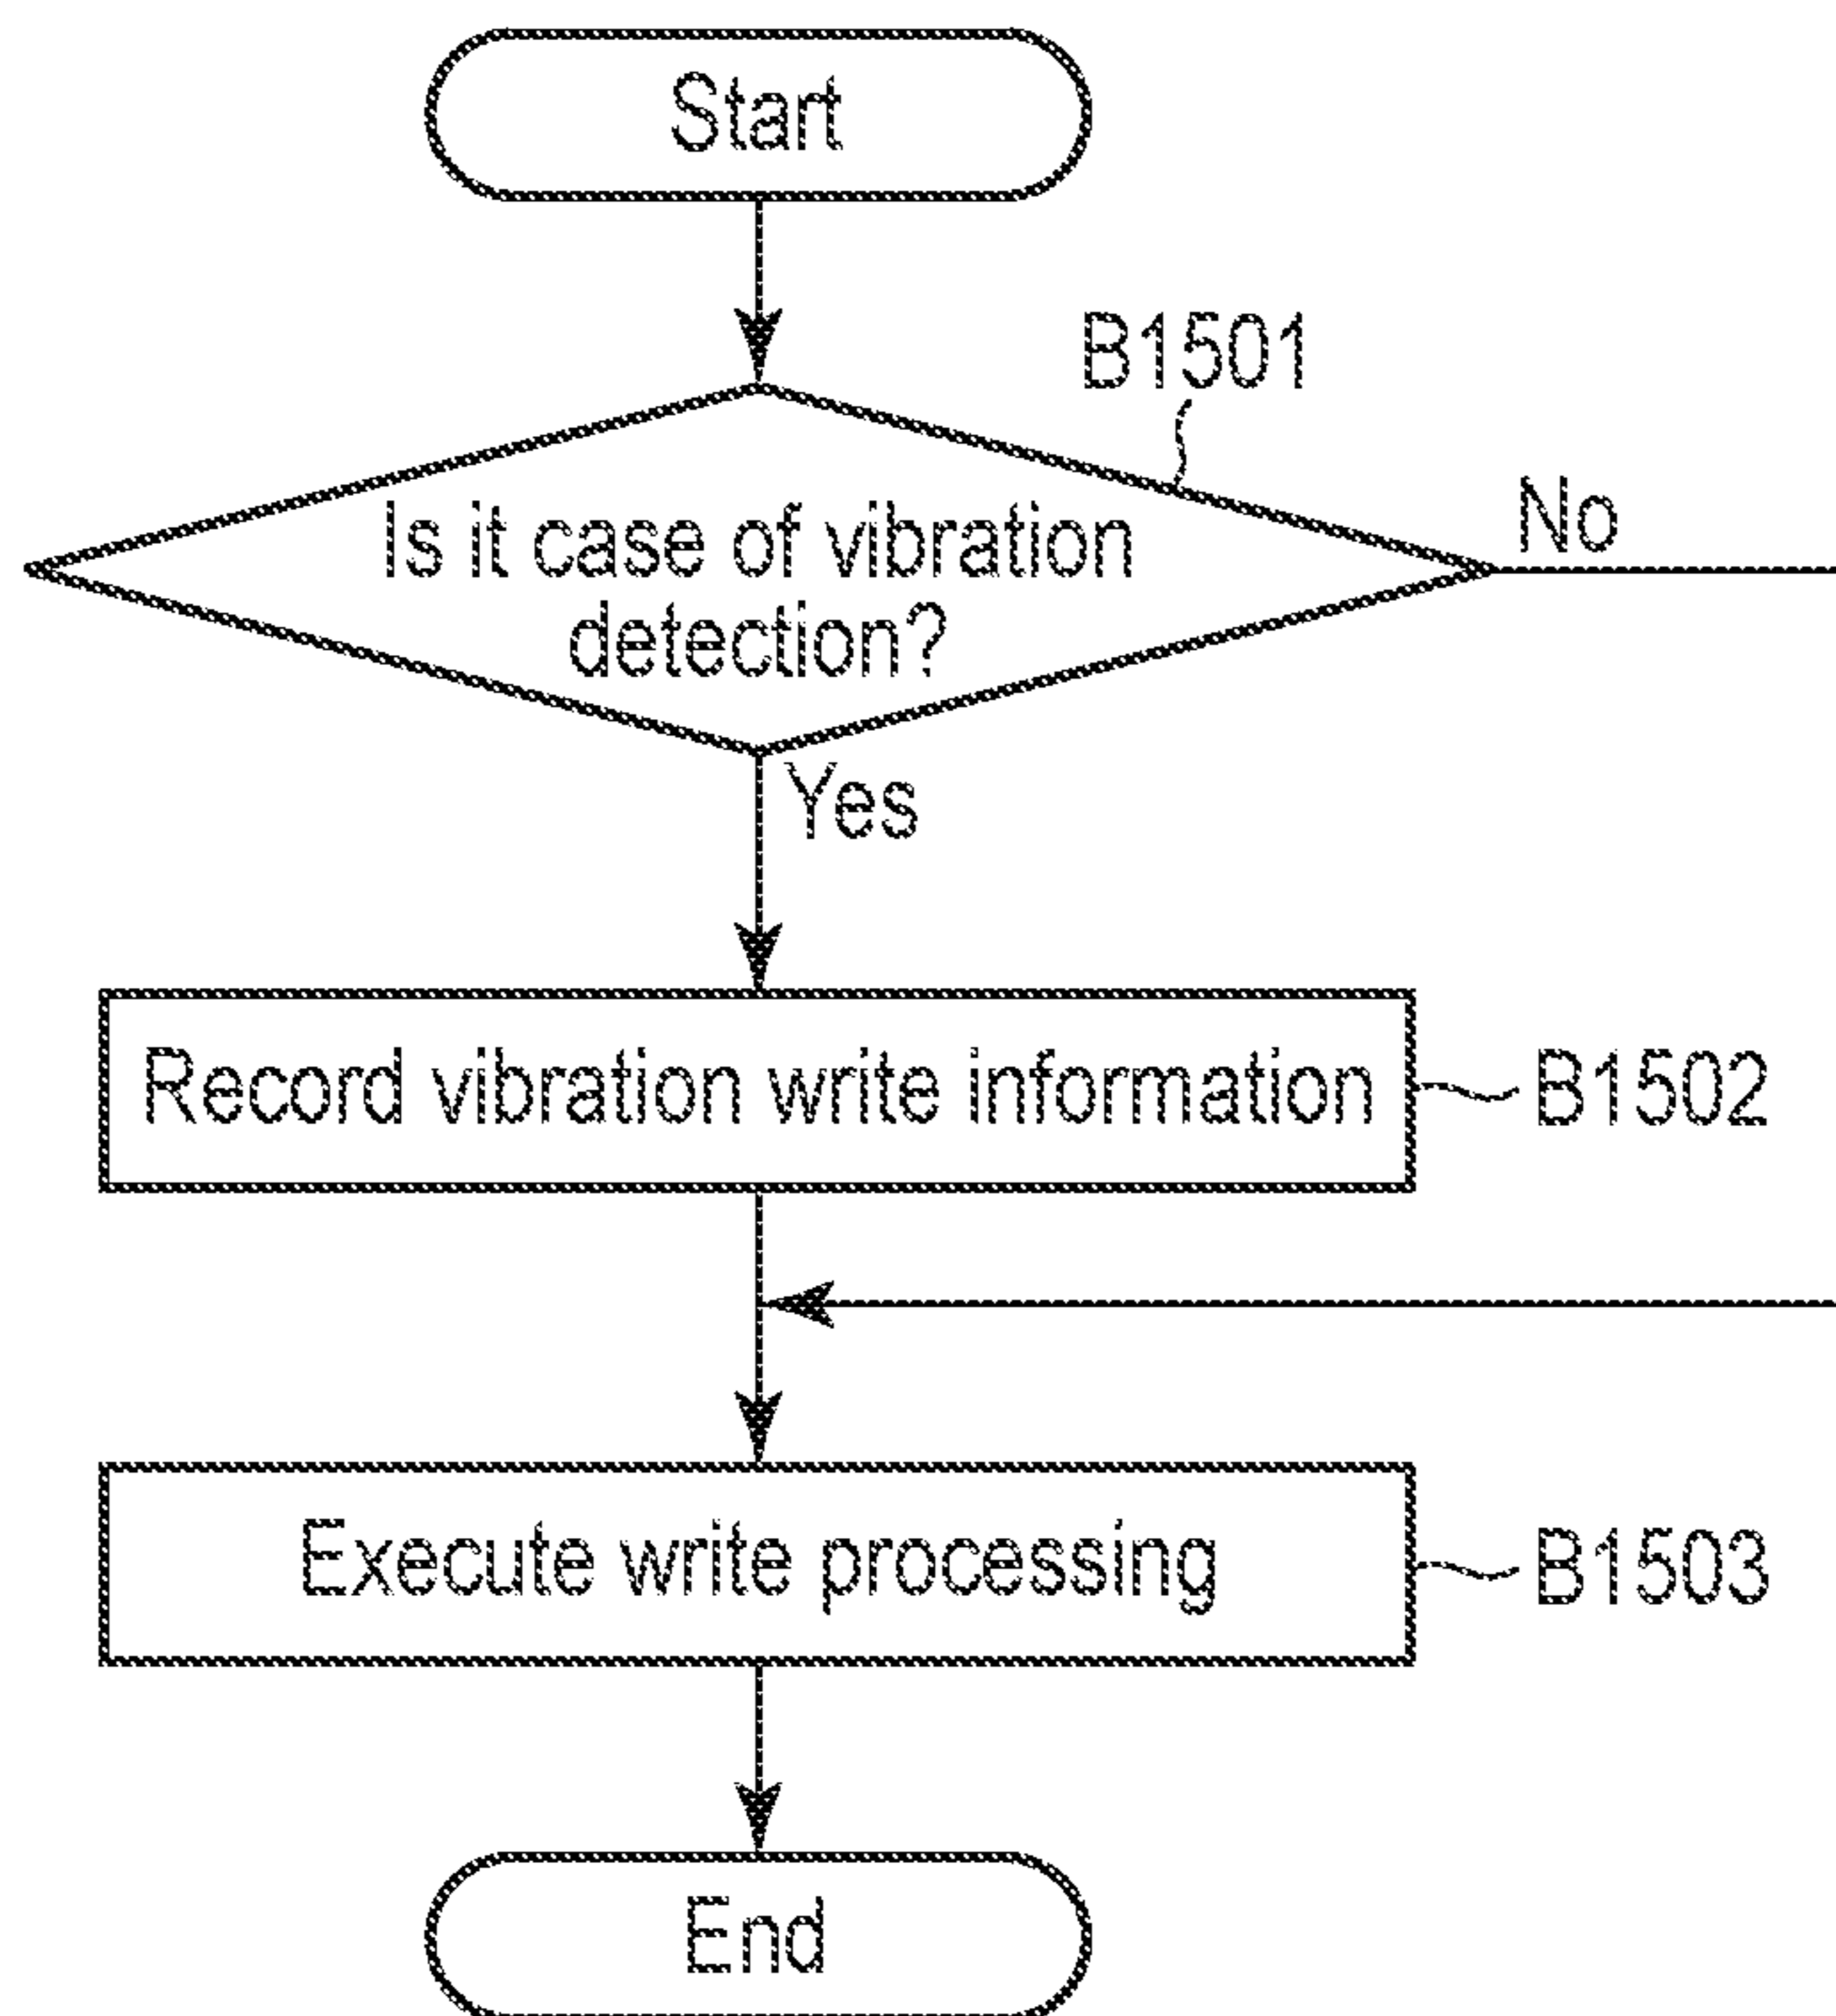 Start
B1501
Is it case of vibration
detection?
No
Yes
Record vibration write information
B1502
Execute write processing
B1503
End